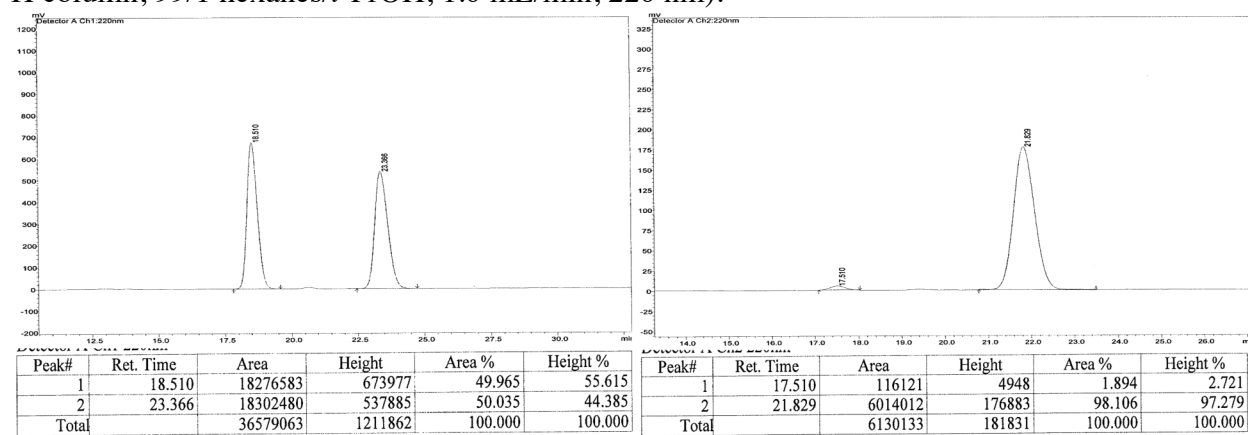 99/1 hexanes/i-PrOH, 1.0 mL/min, 220 nm).
mV
Detector A Ch1:220nm
1200
1100
1000
900
800
700
600
500
400
300
200
100
0
-100
-200
18.510
23.366
12.5 15.0 17.5 20.0 22.5 25.0 27.5 30.0 mi
Peak# Ret. Time Area Height Area % Height %
1 18.510 18276583 673977 49.965 55.615
2 23.366 18302480 537885 50.035 44.385
Total 36579063 1211862 100.000 100.000
mV
Detector A Ch2:220nm
325
300
275
250
225
200
175
150
125
100
75
50
25
0
-25
-50
17.510
21.829
14.0 15.0 16.0 17.0 18.0 19.0 20.0 21.0 22.0 23.0 24.0 25.0 26.0 m
Peak# Ret. Time Area Height Area % Height %
1 17.510 116121 4948 1.894 2.721
2 21.829 6014012 176883 98.106 97.279
Total 6130133 181831 100.000 100.000